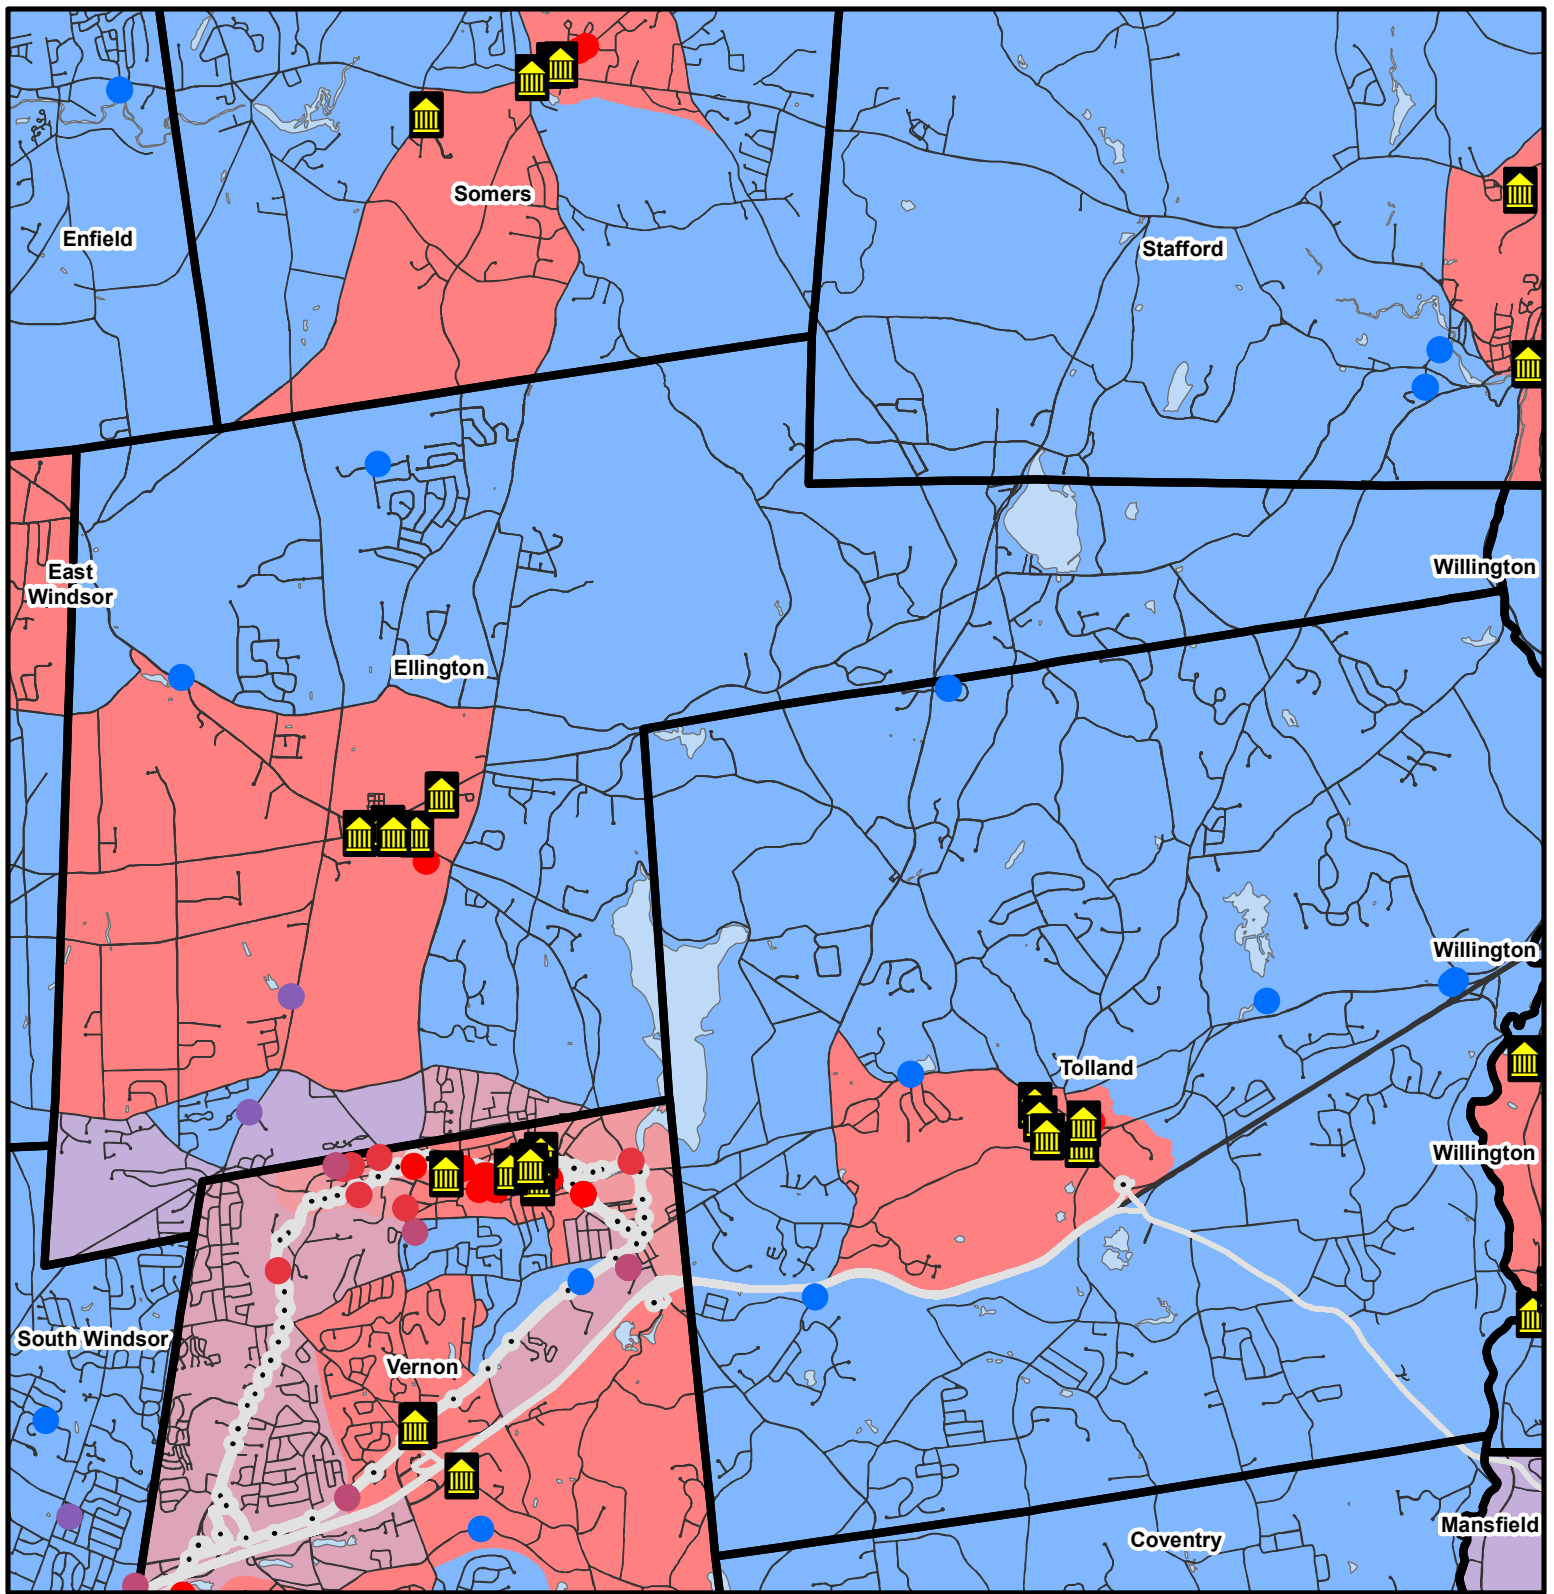 Somers
Enfield
Stafford
East
Windsor
Willington
Ellington
Willington
Tolland
Willington
South Windsor
Vernon
Mansfield
Coventry